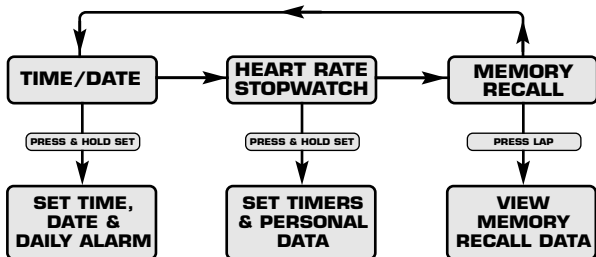 TIME/DATE
HEART RATE
STOPWATCH
MEMORY
RECALL
PRESS & HOLD SET
PRESS & HOLD SET
PRESS LAP
SET TIME,
DATE &
DAILY ALARM
SET TIMERS
& PERSONAL
DATA
VIEW
MEMORY
RECALL DATA